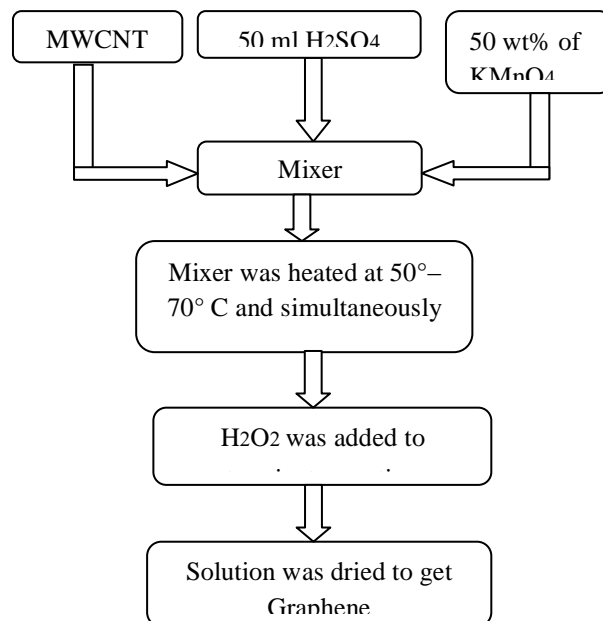 MWCNT
50 ml H2SO4
50 wt% of
KMnO4
Mixer
Mixer was heated at 50°–
70° C and simultaneously
H2O2 was added to
Solution was dried to get
Graphene